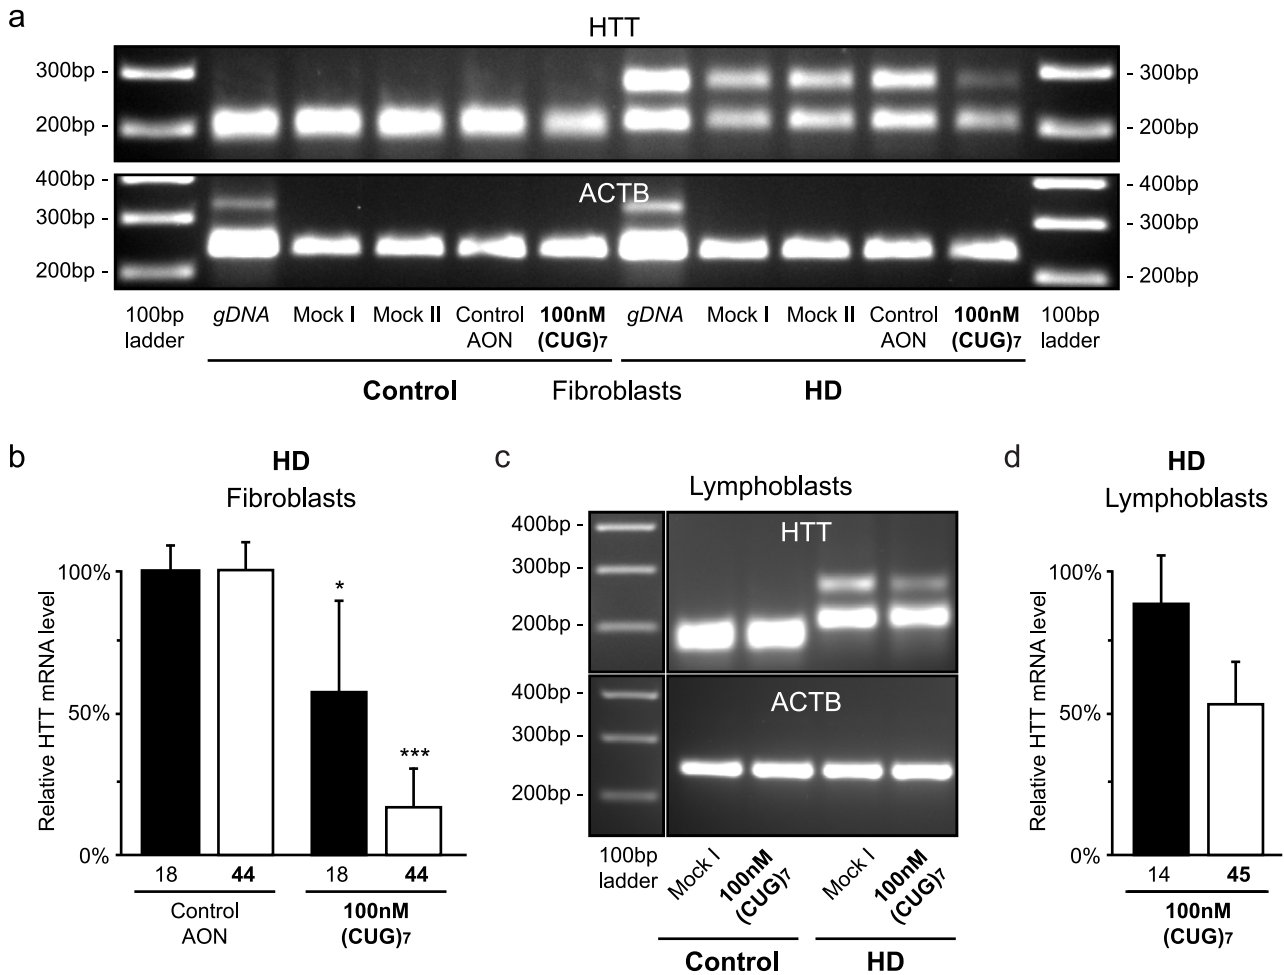 a
HTT
300bp - - 300bp
200bp - - 200bp
400bp - ACTB - 400bp
300bp - - 300bp
200bp - - 200bp
100bp ladder gDNA Mock I Mock II Control AON 100nM (CUG)7 gDNA Mock I Mock II Control AON 100nM (CUG)7 100bp ladder
Control Fibroblasts HD
b
HD
Fibroblasts
Relative HTT mRNA level
100%
50%
0%
*
***
18 44 18 44
Control AON 100nM (CUG)7
c
Lymphoblasts
400bp - HTT
300bp -
200bp -
400bp - ACTB
300bp -
200bp -
100bp ladder Mock I 100nM (CUG)7 Mock I 100nM (CUG)7
Control HD
d
HD
Lymphoblasts
Relative HTT mRNA level
100%
50%
0%
14 45
100nM
(CUG)7